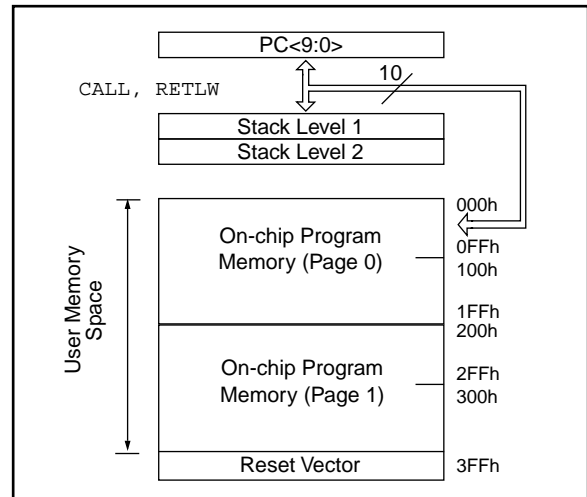 PC<9:0>
10
CALL, RETLW
Stack Level 1
Stack Level 2
000h
On-chip Program
Memory (Page 0)
0FFh
100h
1FFh
200h
User Memory
Space
On-chip Program
Memory (Page 1)
2FFh
300h
Reset Vector
3FFh